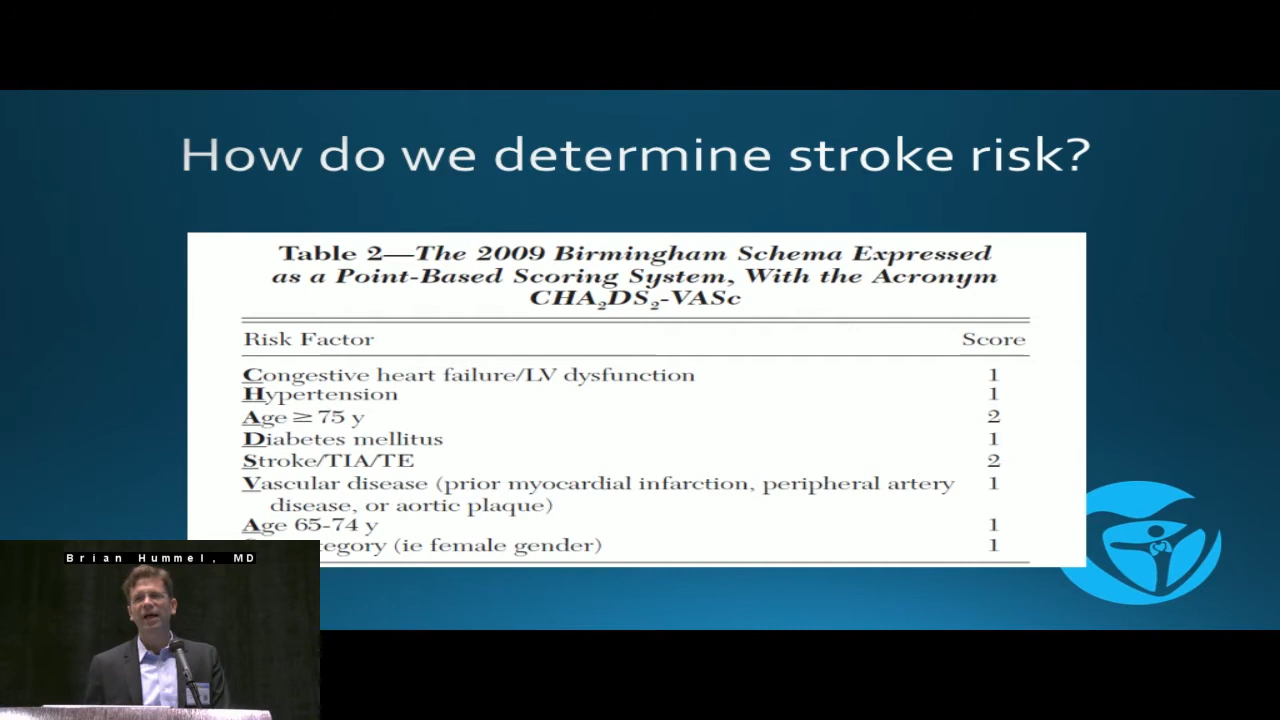 How do we determine stroke risk?
Table 2—The 2009 Birmingham Schema Expressed
as a Point-Based Scoring System, With the Acronym
CHA₂DS₂-VASc
Risk Factor Score
Congestive heart failure/LV dysfunction 1
Hypertension 1
Age ≥ 75 y 2
Diabetes mellitus 1
Stroke/TIA/TE 2
Vascular disease (prior myocardial infarction, peripheral artery 1
disease, or aortic plaque)
Age 65-74 y 1
(ie female gender) 1
Brian Hummel, MD